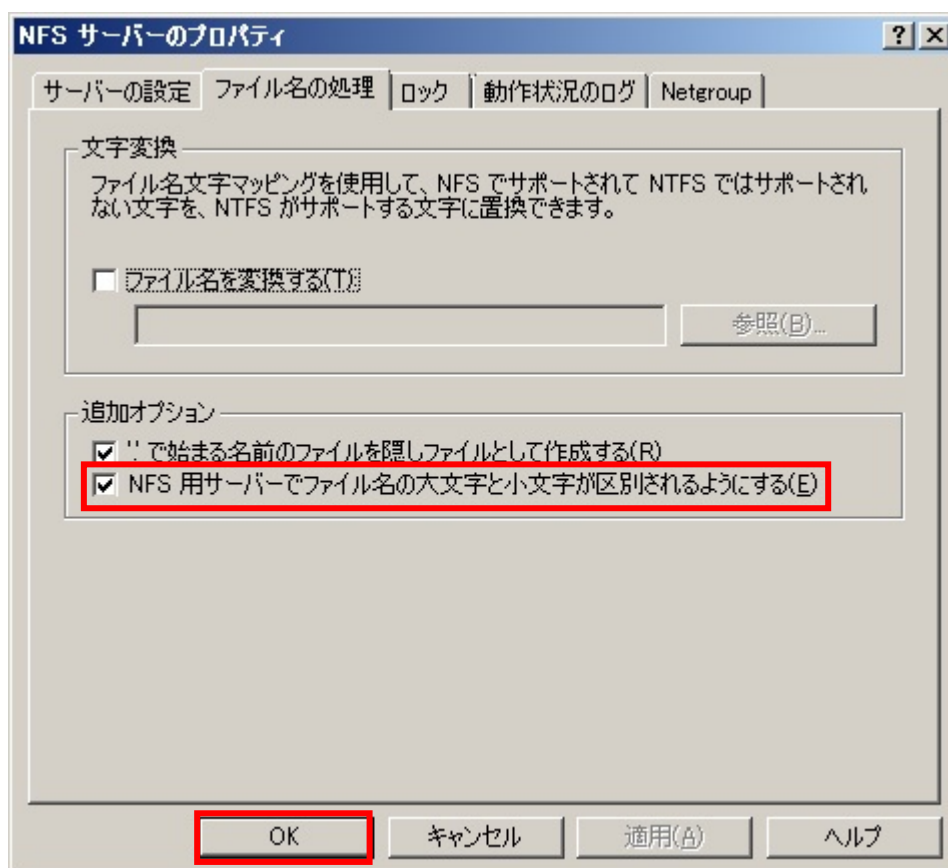 NFS サーバーのプロパティ
サーバーの設定 ファイル名の処理 ロック 動作状況のログ Netgroup
文字変換
ファイル名文字マッピングを使用して、NFS でサポートされて NTFS ではサポートされ
ない文字を、NTFS がサポートする文字に置換できます。
ファイル名を変換する(T):
参照(B)...
追加オプション
'.' で始まる名前のファイルを隠しファイルとして作成する(R)
NFS 用サーバーでファイル名の大文字と小文字が区別されるようにする(E)
OK キャンセル 適用(A) ヘルプ